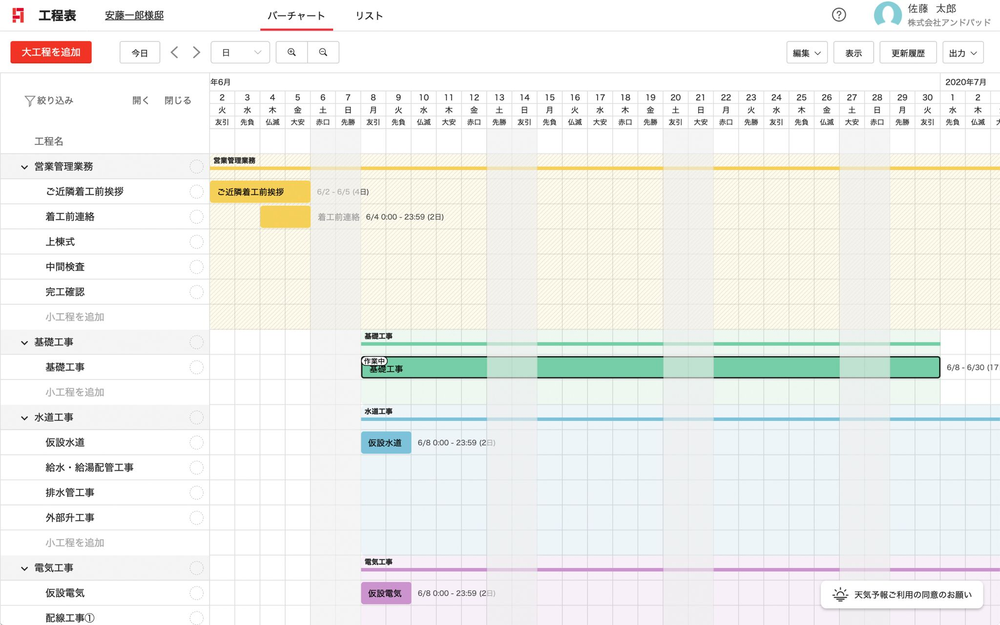 工程表 安藤一郎様邸 バーチャート リスト 佐藤 太郎
株式会社アンドパッド
大工程を追加 今日 日 編集 表示 更新履歴 出力
年6月 2020年7月
絞り込み 開く 閉じる
2 3 4 5 6 7 8 9 10 11 12 13 14 15 16 17 18 19 20 21 22 23 24 25 26 27 28 29 30 1 2
火 水 木 金 土 日 月 火 水 木 金 土 日 月 火 水 木 金 土 日 月 火 水 木 金 土 日 月 火 水 木
友引 先負 仏滅 大安 赤口 先勝 友引 先負 仏滅 大安 赤口 先勝 友引 先負 仏滅 大安 赤口 先勝 友引 大安 赤口 先勝 友引 先負 仏滅 大安 赤口 先勝 友引 先負 仏滅
工程名
営業管理業務 営業管理業務
ご近隣着工前挨拶 ご近隣着工前挨拶 6/2 - 6/5 (4日)
着工前連絡 着工前連絡 6/4 0:00 - 23:59 (2日)
上棟式
中間検査
完工確認
小工程を追加
基礎工事 基礎工事
基礎工事 作業中 基礎工事 6/8 - 6/30 (17
小工程を追加
水道工事 水道工事
仮設水道 仮設水道 6/8 0:00 - 23:59 (2日)
給水・給湯配管工事
排水管工事
外部升工事
小工程を追加
電気工事 電気工事
仮設電気 仮設電気 6/8 0:00 - 23:59 (2日)
天気予報ご利用の同意のお願い
配線工事①